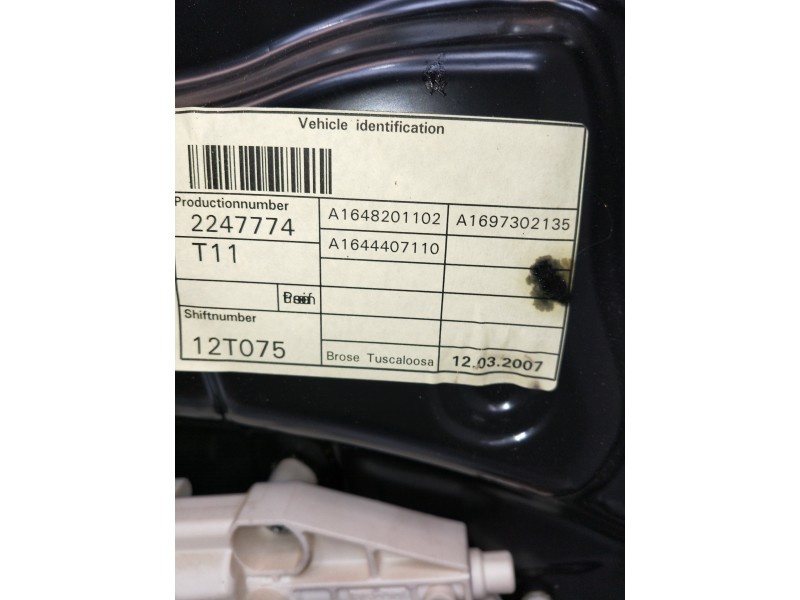 Vehicle identification
Productionnumber
2247774
A1648201102
A1697302135
T11
A1644407110
Shiftnumber
12T075
Brose Tuscaloosa
12.03.2007